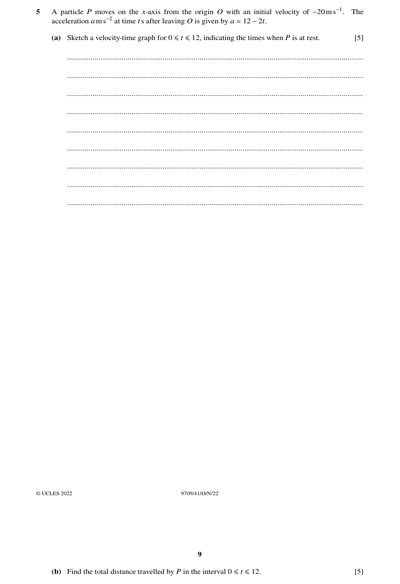 5 A particle P moves on the x-axis from the origin O with an initial velocity of −20 m s⁻¹. The
acceleration a m s⁻² at time t s after leaving O is given by a = 12 − 2t.
(a) Sketch a velocity-time graph for 0 ⩽ t ⩽ 12, indicating the times when P is at rest. [5]
© UCLES 2022 9709/41/O/N/22
9
(b) Find the total distance travelled by P in the interval 0 ⩽ t ⩽ 12. [5]